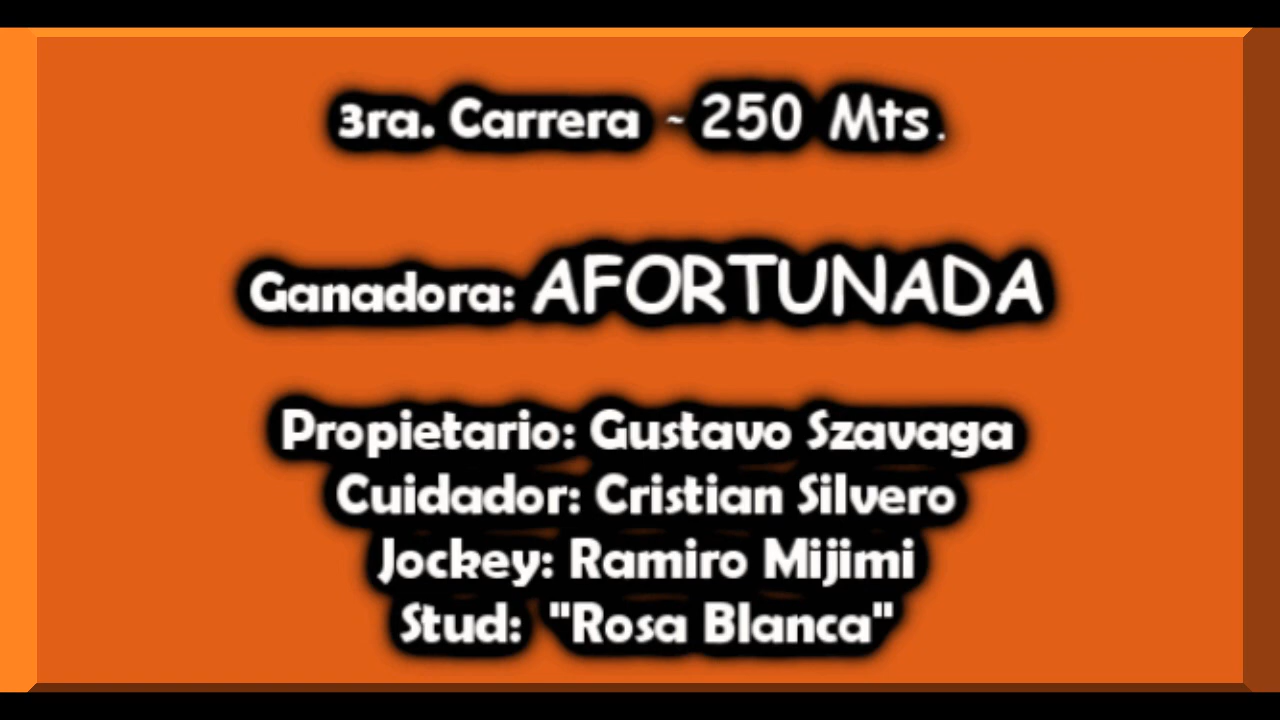 3ra. Carrera - 250 Mts.
Ganadora: AFORTUNADA
Propietario: Gustavo Szavaga
Cuidador: Cristian Silvero
Jockey: Ramiro Mijimi
Stud: "Rosa Blanca"